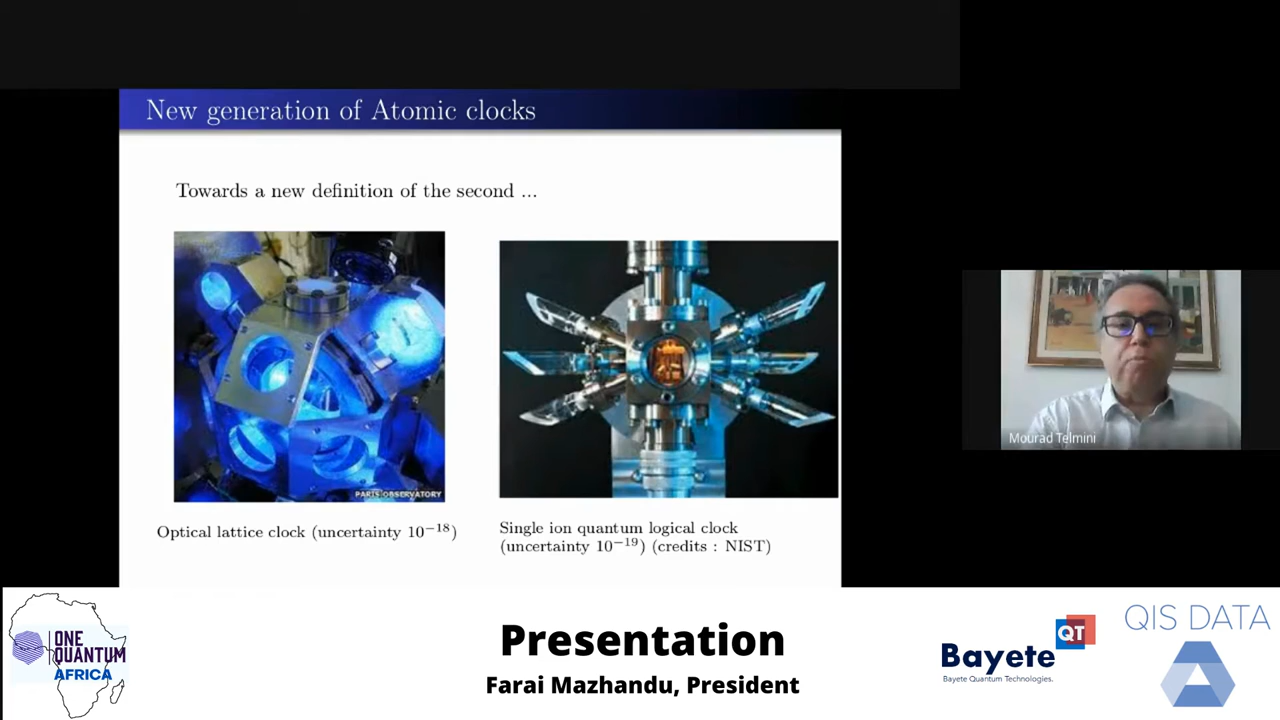 New generation of Atomic clocks
Towards a new definition of the second ...
PARIS OBSERVATORY
Optical lattice clock (uncertainty 10⁻¹⁸)
Single ion quantum logical clock
(uncertainty 10⁻¹⁹) (credits : NIST)
Mourad Telmini
ONE
QUANTUM
AFRICA
Presentation
Farai Mazhandu, President
Bayete
QT
Bayete Quantum Technologies.
QIS DATA